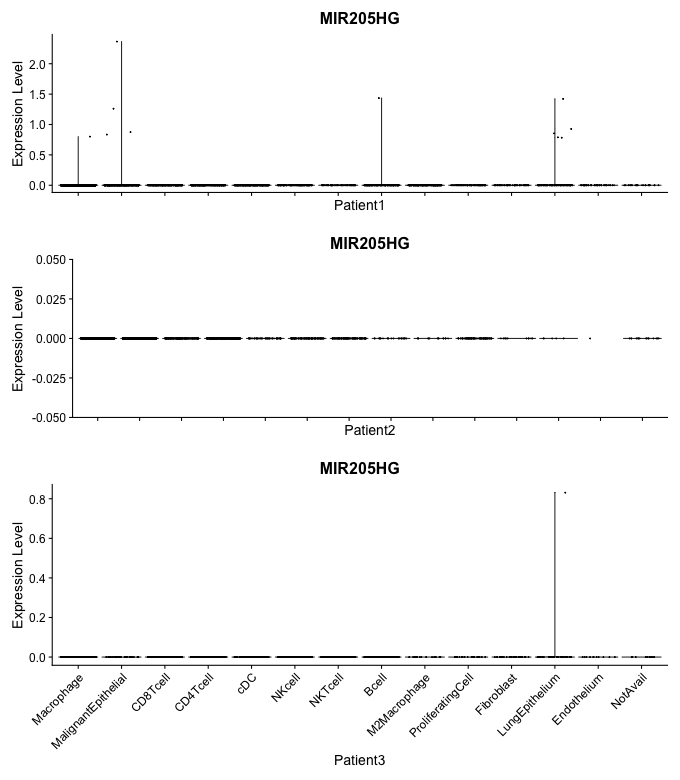 MIR205HG
Expression Level
2.0
1.5
1.0
0.5
0.0
Patient1
MIR205HG
Expression Level
0.050
0.025
0.000
-0.025
-0.050
Patient2
MIR205HG
Expression Level
0.8
0.6
0.4
0.2
0.0
Macrophage
MalignantEpithelial
CD8Tcell
CD4Tcell
cDC
NKcell
NKTcell
Bcell
M2Macrophage
ProliferatingCell
Fibroblast
LungEpithelium
Endothelium
NotAvail
Patient3